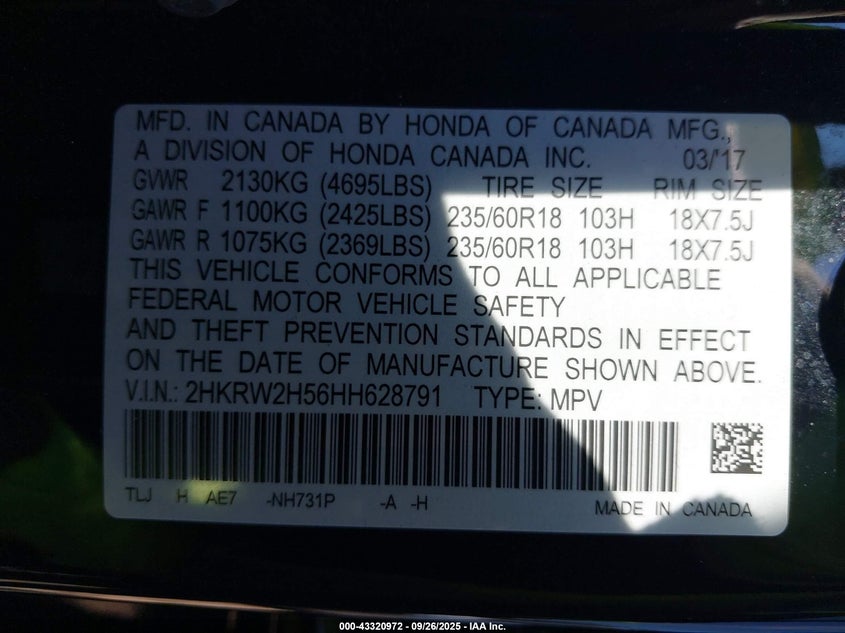 MFD. IN CANADA BY HONDA OF CANADA MFG.,
A DIVISION OF HONDA CANADA INC. 03/'17
GVWR 2130KG (4695LBS) TIRE SIZE RIM SIZE
GAWR F 1100KG (2425LBS) 235/60R18 103H 18X7.5J
GAWR R 1075KG (2369LBS) 235/60R18 103H 18X7.5J
THIS VEHICLE CONFORMS TO ALL APPLICABLE
FEDERAL MOTOR VEHICLE SAFETY
AND THEFT PREVENTION STANDARDS IN EFFECT
ON THE DATE OF MANUFACTURE SHOWN ABOVE.
V.I.N.: 2HKRW2H56HH628791 TYPE: MPV
TLJ H AE7 -NH731P -A -H MADE IN CANADA
000-43320972 - 09/26/2025 - IAA Inc.